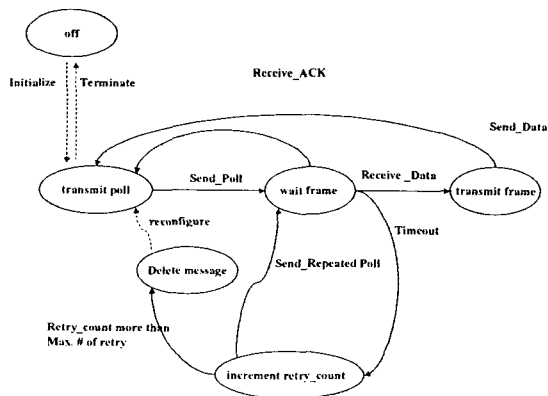 off
Initialize
Terminate
Receive_ACK
Send_Data
transmit poll
Send_Poll
wait frame
Receive _Data
transmit frame
reconfigure
Timeout
Delete message
Send_Repeated Poll
Retry_count more than
Max. # of retry
increment retry_count